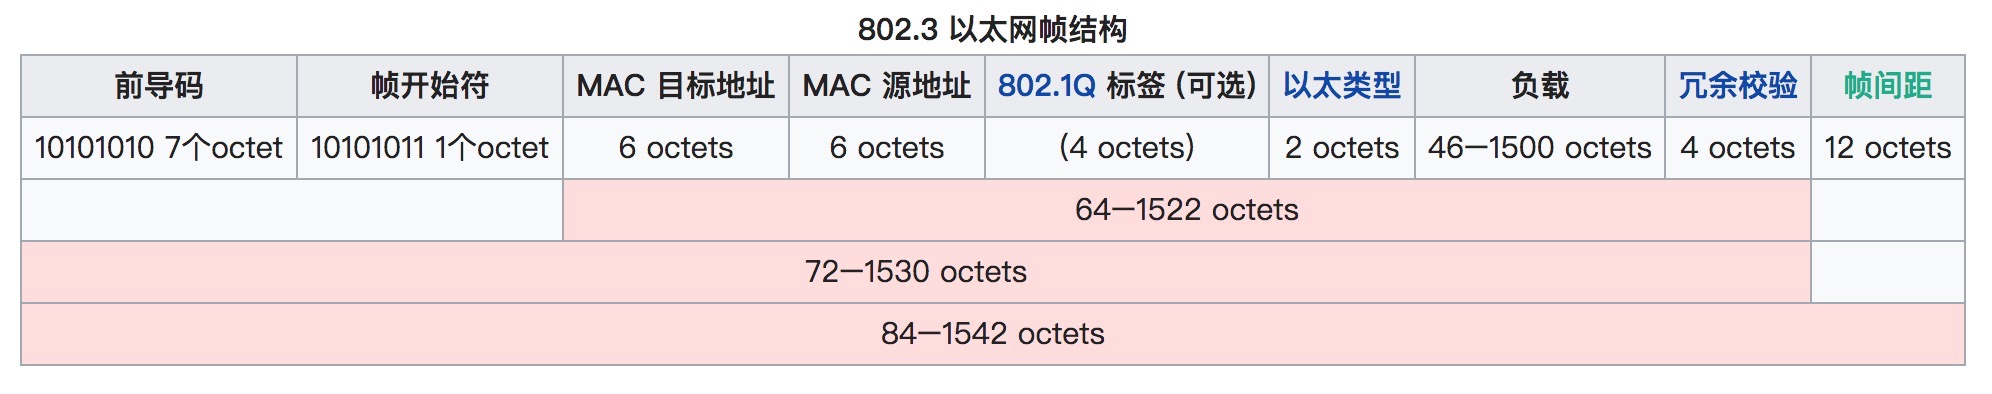 802.3 以太网帧结构
前导码 帧开始符 MAC 目标地址 MAC 源地址 802.1Q 标签 (可选) 以太类型 负载 冗余校验 帧间距
10101010 7个octet 10101011 1个octet 6 octets 6 octets (4 octets) 2 octets 46—1500 octets 4 octets 12 octets
64—1522 octets
72—1530 octets
84—1542 octets